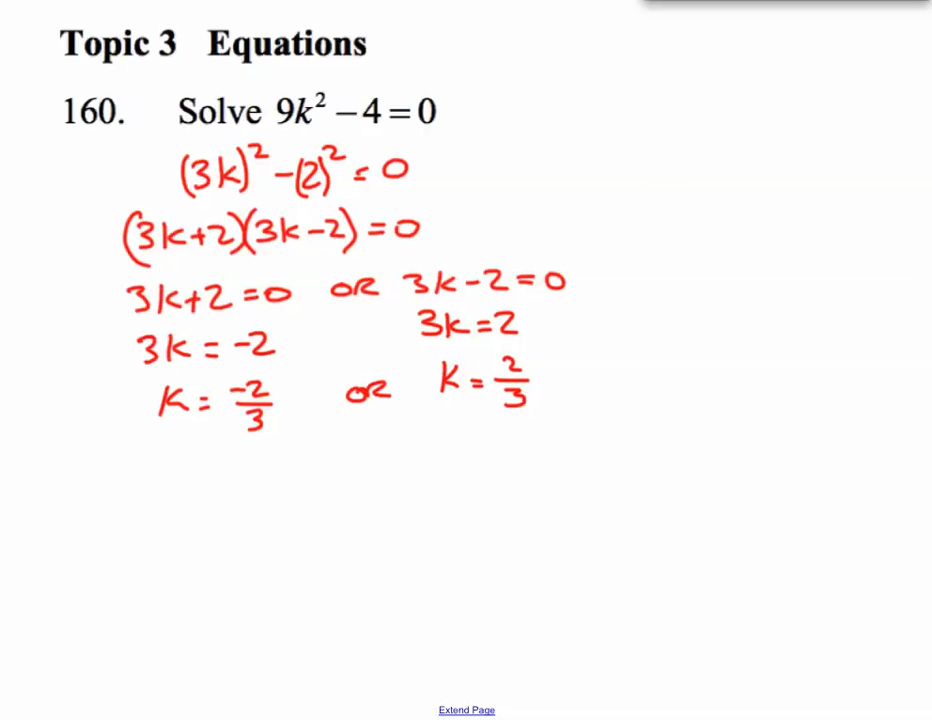 Topic 3 Equations
160. Solve 9k² − 4 = 0
(3k)² − (2)² = 0
(3k+2)(3k−2) = 0
3k+2 = 0 OR 3k−2 = 0
3k = −2 3k = 2
k = −2/3 OR k = 2/3
Extend Page